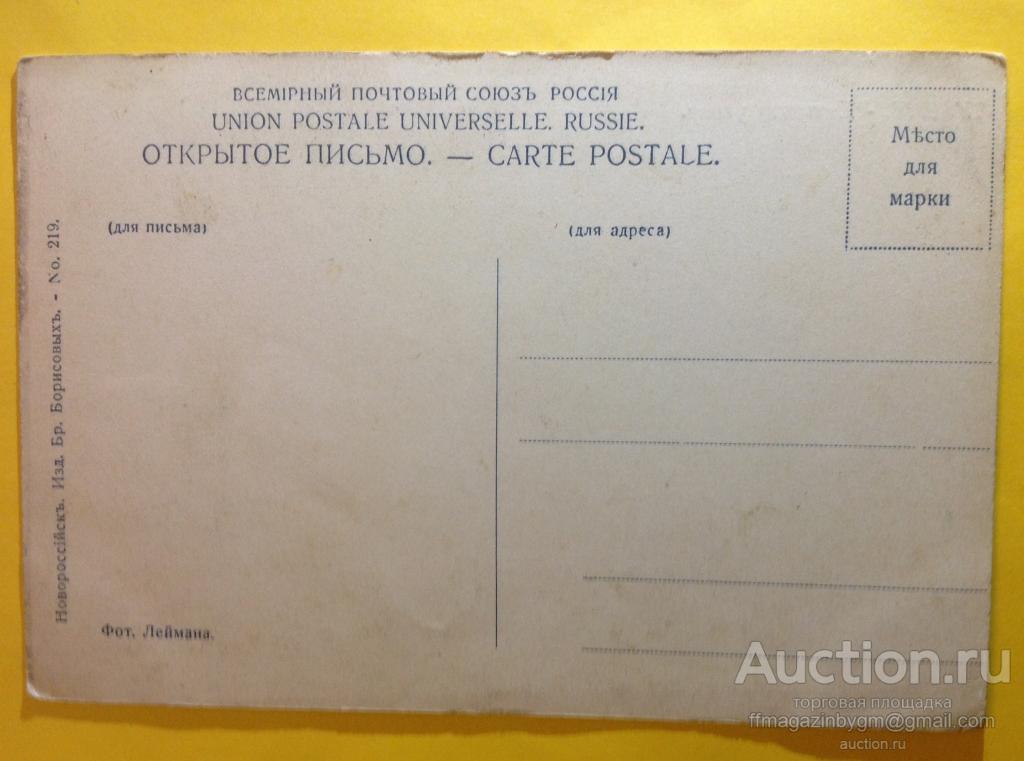 ВСЕМІРНЫЙ ПОЧТОВЫЙ СОЮЗЪ РОССІЯ
UNION POSTALE UNIVERSELLE. RUSSIE.
ОТКРЫТОЕ ПИСЬМО. — CARTE POSTALE.
Мѣсто
для
марки
(для письма)
(для адреса)
Новороссійскъ. Изд. Бр. Борисовыхъ. - No. 219.
Фот. Леймана.
Auction.ru
торговая площадка
ffmagazinbygm@gmail.com
auction.ru